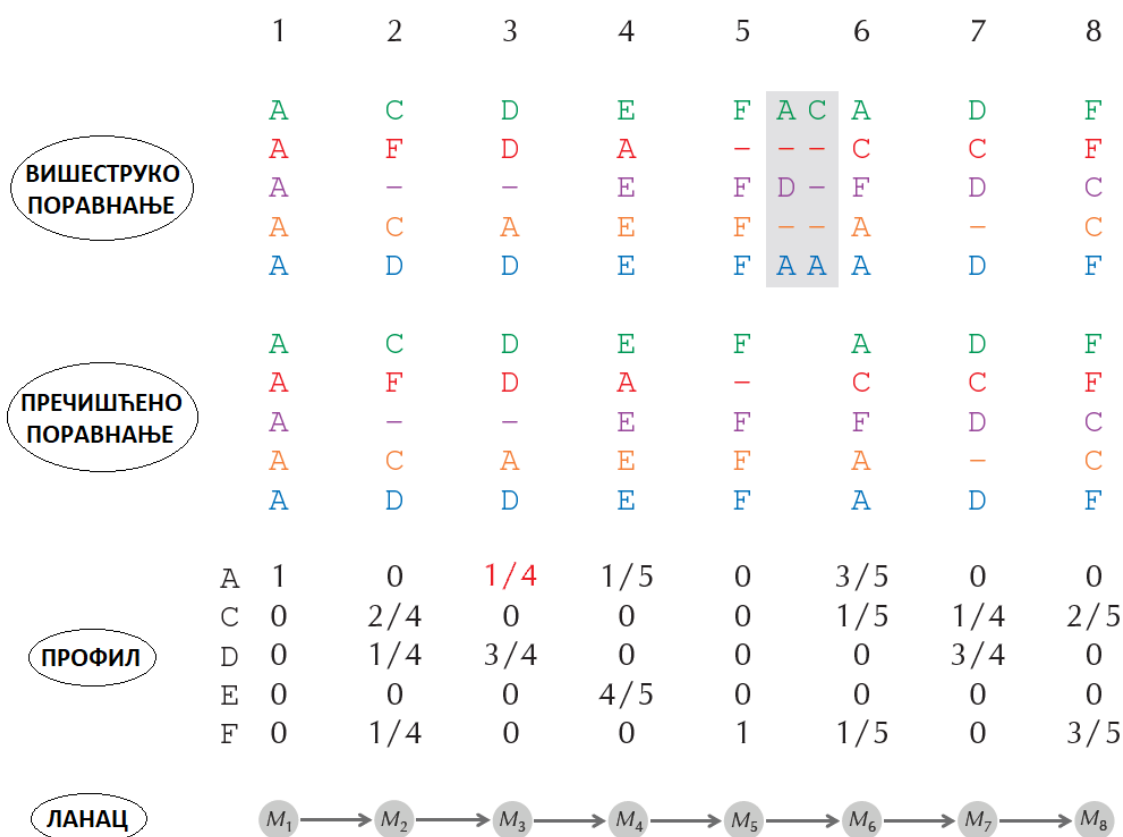 1 2 3 4 5 6 7 8
A C D E F A C A D F
A F D A - - - C C F
ВИШЕСТРУКО
ПОРАВНАЊЕ
A - - E F D - F D C
A C A E F - - A - C
A D D E F A A A D F
A C D E F A D F
A F D A - C C F
ПРЕЧИШЋЕНО
ПОРАВНАЊЕ
A - - E F F D C
A C A E F A - C
A D D E F A D F
A 1 0 1/4 1/5 0 3/5 0 0
C 0 2/4 0 0 0 1/5 1/4 2/5
ПРОФИЛ
D 0 1/4 3/4 0 0 0 3/4 0
E 0 0 0 4/5 0 0 0 0
F 0 1/4 0 0 1 1/5 0 3/5
ЛАНАЦ
M1 M2 M3 M4 M5 M6 M7 M8